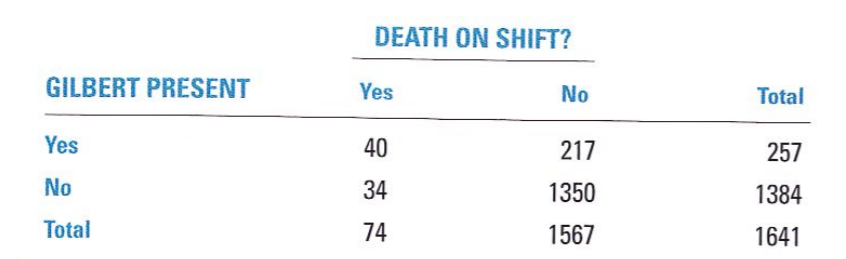 DEATH ON SHIFT?
GILBERT PRESENT Yes No Total
Yes 40 217 257
No 34 1350 1384
Total 74 1567 1641